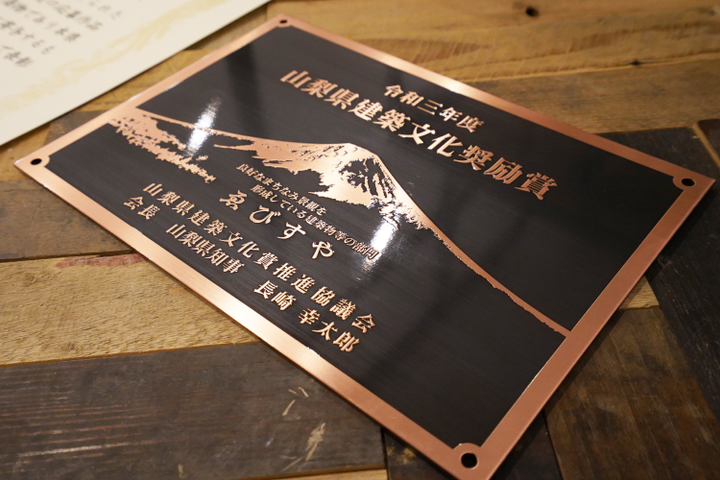 令和三年度
山梨県建築文化奨励賞
良好なまちなみ景観を
形成している建築物等の部門
ゑびすや
山梨県建築文化賞推進協議会
会長　山梨県知事　長崎 幸太郎